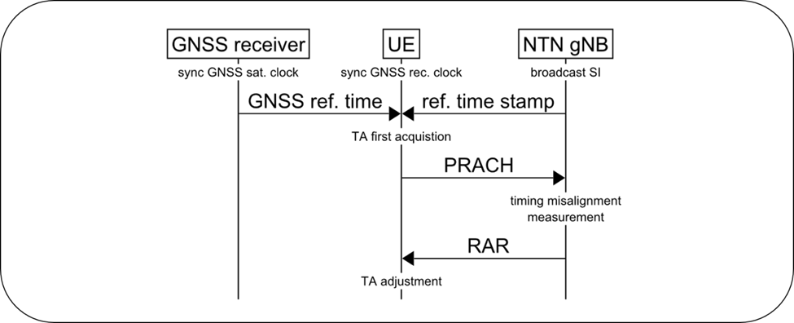 GNSS receiver UE NTN gNB
sync GNSS sat. clock sync GNSS rec. clock broadcast SI
GNSS ref. time ref. time stamp
TA first acquistion
PRACH
timing misalignment
measurement
RAR
TA adjustment